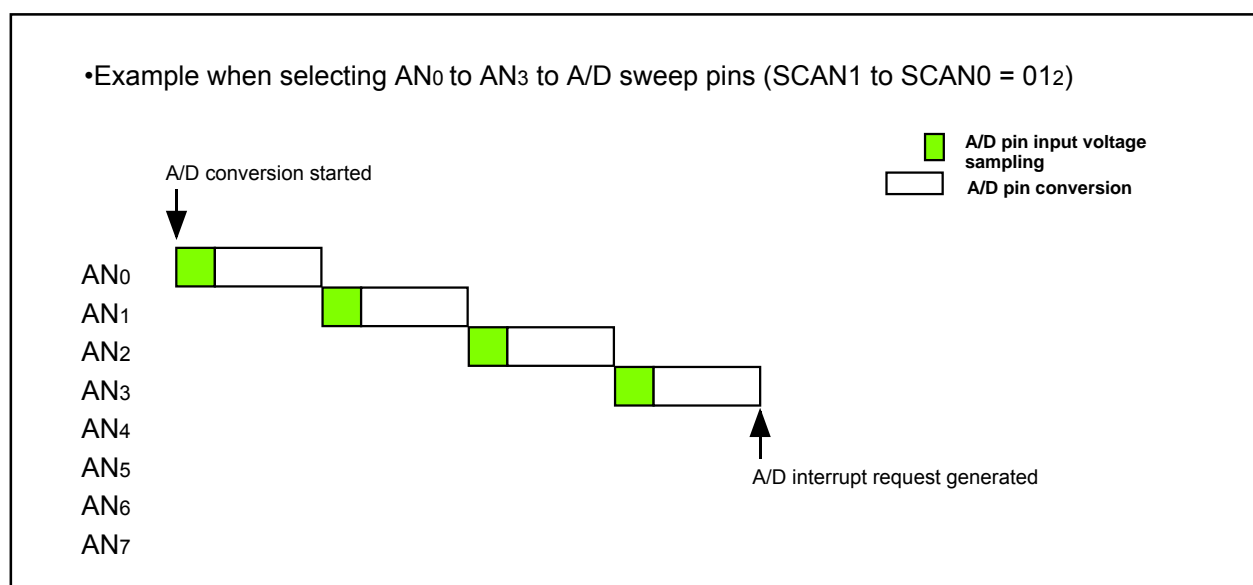 •Example when selecting AN0 to AN3 to A/D sweep pins (SCAN1 to SCAN0 = 012)
A/D pin input voltage
sampling
A/D pin conversion
A/D conversion started
AN0
AN1
AN2
AN3
AN4
AN5
AN6
AN7
A/D interrupt request generated